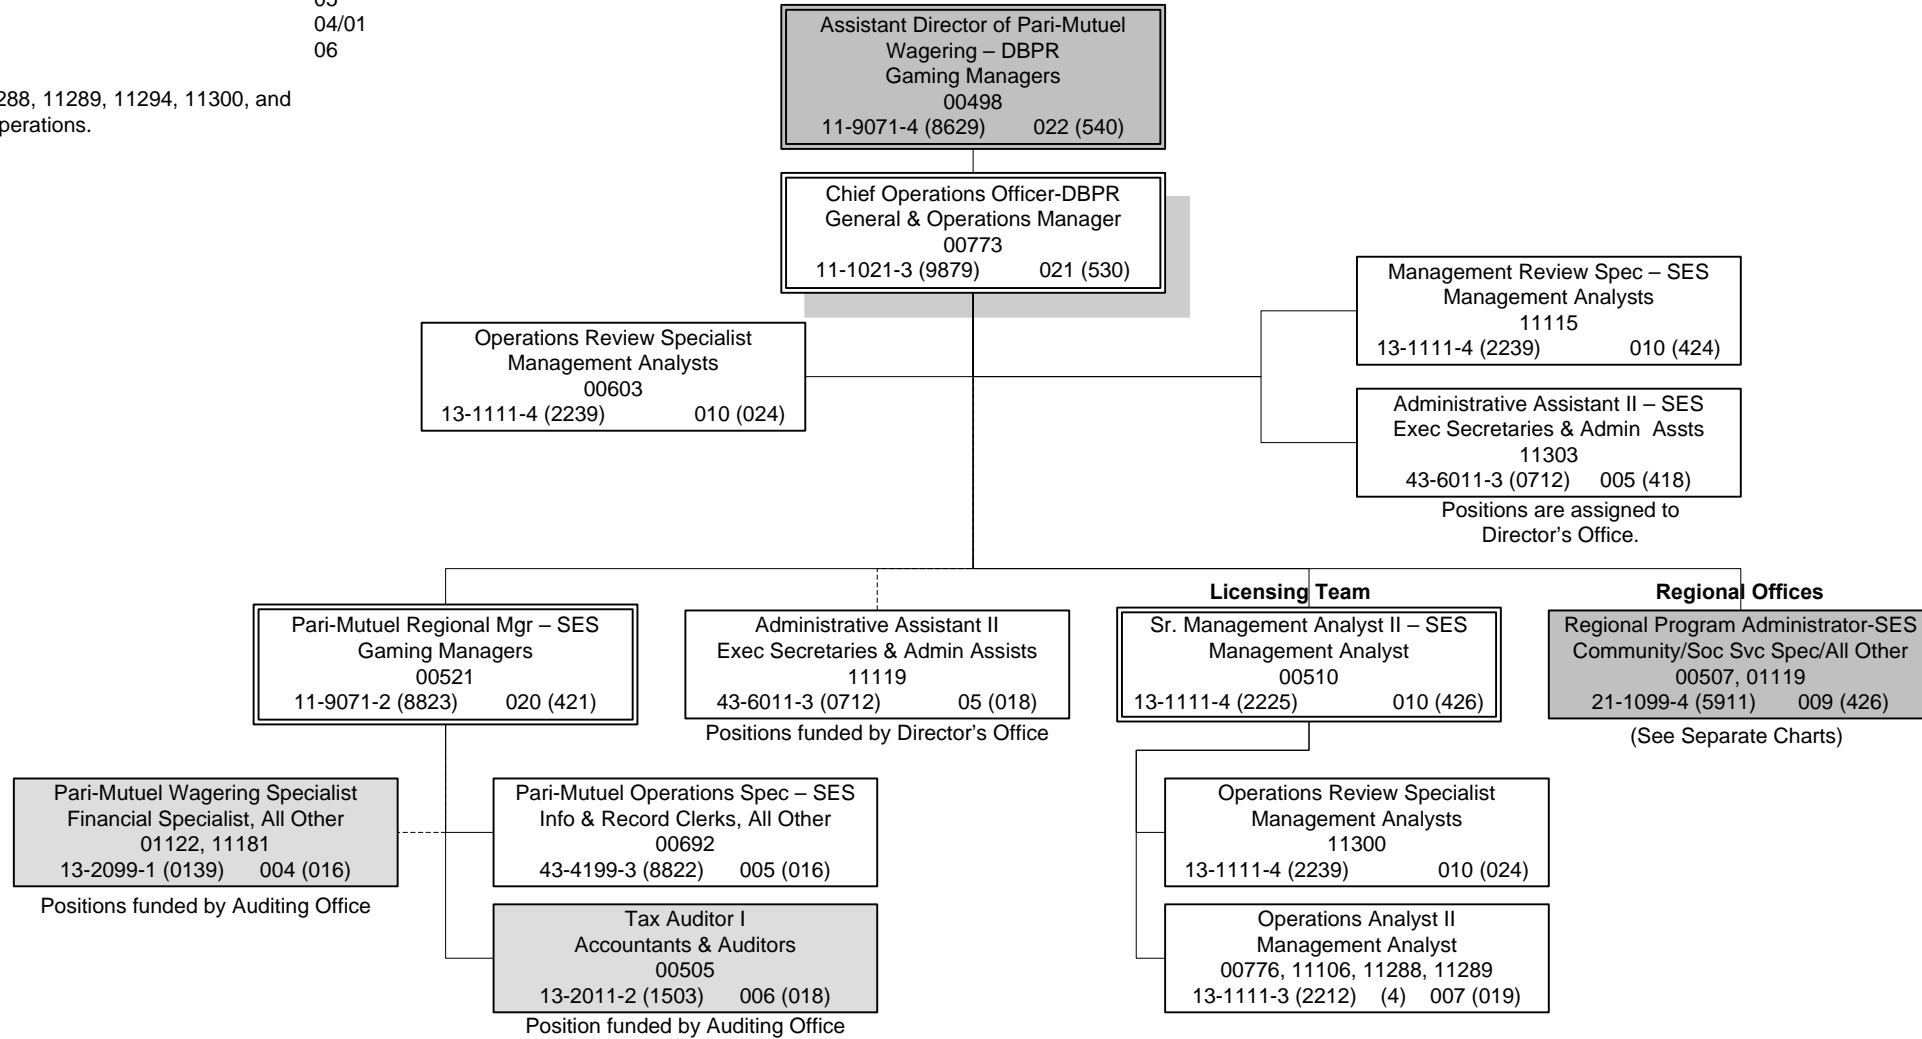 04/01
06
288, 11289, 11294, 11300, and
perations.
Assistant Director of Pari-Mutuel
Wagering – DBPR
Gaming Managers
00498
11-9071-4 (8629) 022 (540)
Chief Operations Officer-DBPR
General & Operations Manager
00773
11-1021-3 (9879) 021 (530)
Operations Review Specialist
Management Analysts
00603
13-1111-4 (2239) 010 (024)
Management Review Spec – SES
Management Analysts
11115
13-1111-4 (2239) 010 (424)
Administrative Assistant II – SES
Exec Secretaries & Admin Assts
11303
43-6011-3 (0712) 005 (418)
Positions are assigned to
Director's Office.
Pari-Mutuel Regional Mgr – SES
Gaming Managers
00521
11-9071-2 (8823) 020 (421)
Administrative Assistant II
Exec Secretaries & Admin Assists
11119
43-6011-3 (0712) 05 (018)
Positions funded by Director's Office
Licensing Team
Sr. Management Analyst II – SES
Management Analyst
00510
13-1111-4 (2225) 010 (426)
Regional Offices
Regional Program Administrator-SES
Community/Soc Svc Spec/All Other
00507, 01119
21-1099-4 (5911) 009 (426)
(See Separate Charts)
Pari-Mutuel Wagering Specialist
Financial Specialist, All Other
01122, 11181
13-2099-1 (0139) 004 (016)
Positions funded by Auditing Office
Pari-Mutuel Operations Spec – SES
Info & Record Clerks, All Other
00692
43-4199-3 (8822) 005 (016)
Tax Auditor I
Accountants & Auditors
00505
13-2011-2 (1503) 006 (018)
Position funded by Auditing Office
Operations Review Specialist
Management Analysts
11300
13-1111-4 (2239) 010 (024)
Operations Analyst II
Management Analyst
00776, 11106, 11288, 11289
13-1111-3 (2212) (4) 007 (019)